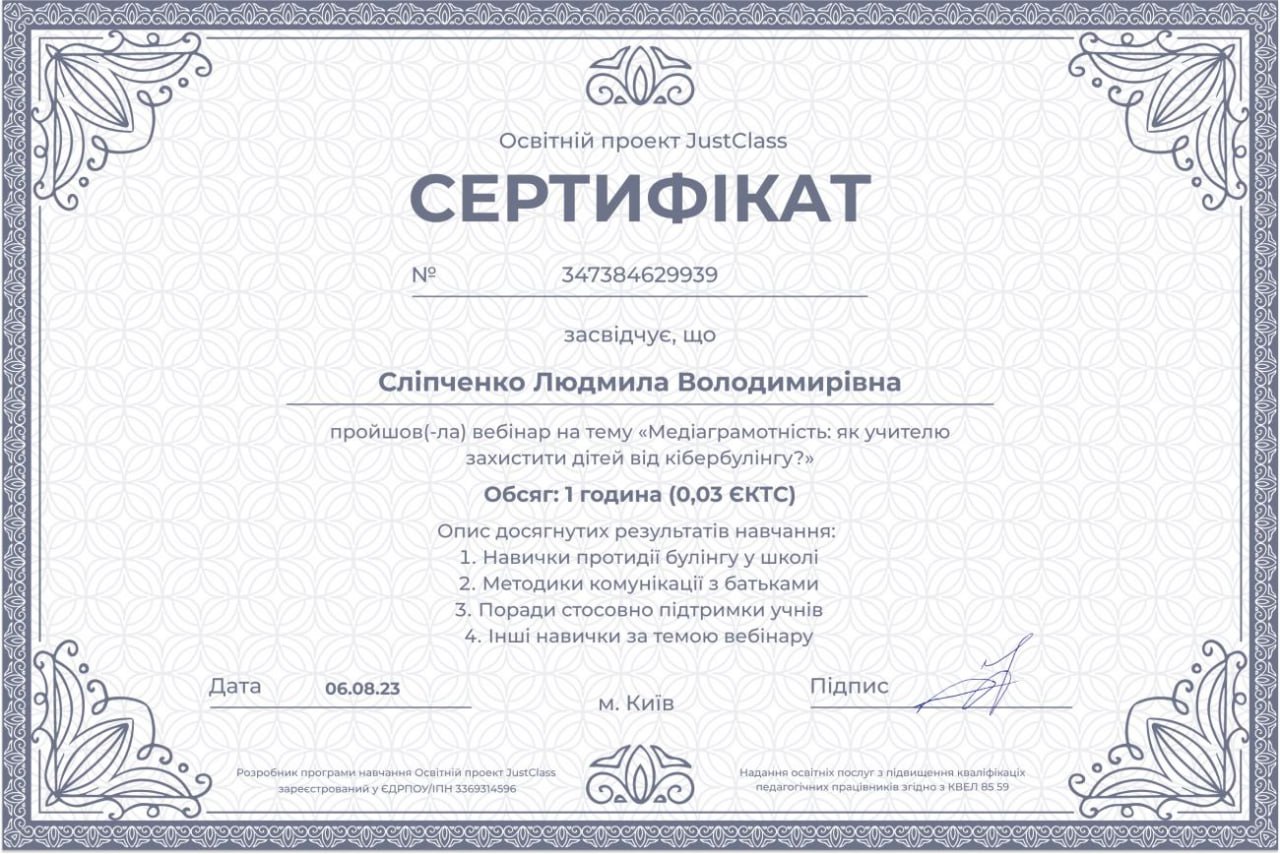 Освітній проект JustClass
СЕРТИФІКАТ
№ 347384629939
засвідчує, що
Сліпченко Людмила Володимирівна
пройшов(-ла) вебінар на тему «Медіаграмотність: як учителю
захистити дітей від кібербулінгу?»
Обсяг: 1 година (0,03 ЄКТС)
Опис досягнутих результатів навчання:
1. Навички протидії булінгу у школі
2. Методики комунікації з батьками
3. Поради стосовно підтримки учнів
4. Інші навички за темою вебінару
Дата 06.08.23
м. Київ
Підпис
Розробник програми навчання Освітній проект JustClass
зареєстрований у ЄДРПОУ/ІПН 3369314596
Надання освітніх послуг з підвищення кваліфікаціх
педагогічних працівників згідно з КВЕЛ 85 59